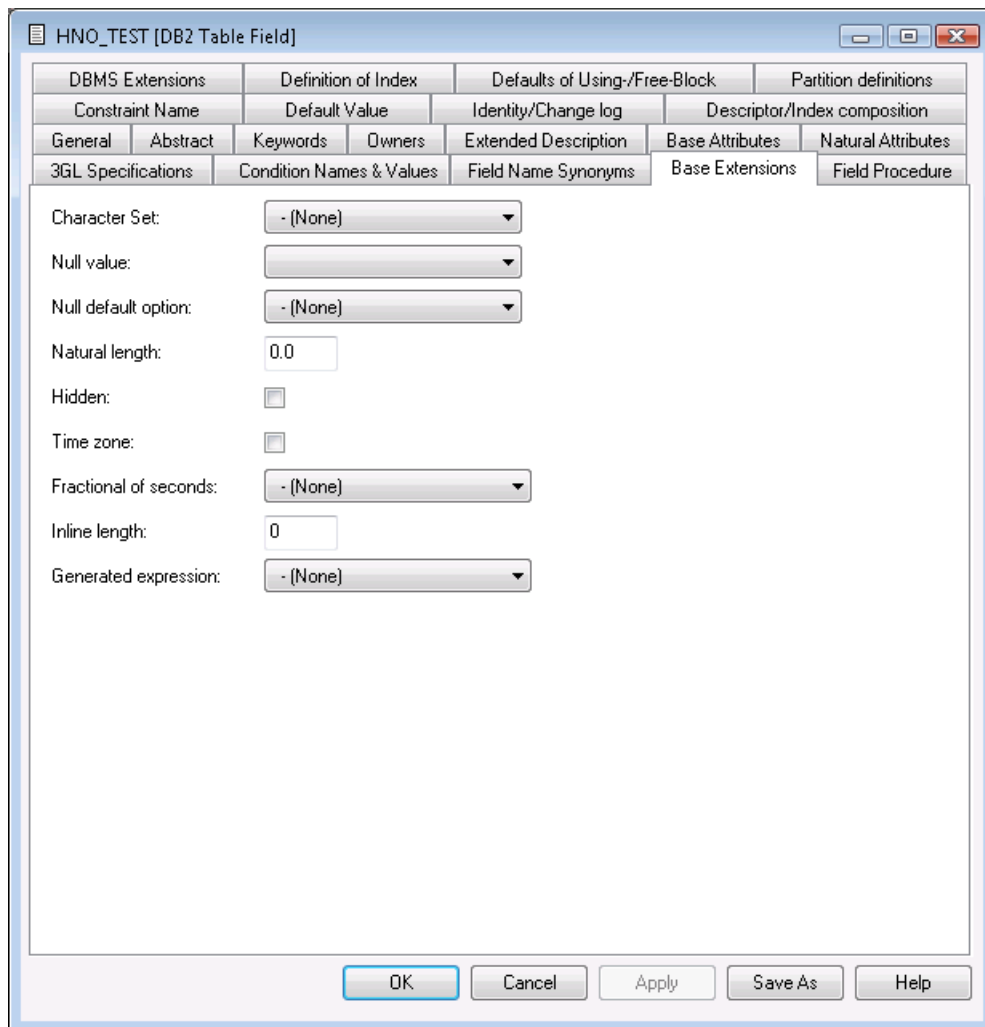 HNO_TEST [DB2 Table Field]
DBMS Extensions Definition of Index Defaults of Using-/Free-Block Partition definitions
Constraint Name Default Value Identity/Change log Descriptor/Index composition
General Abstract Keywords Owners Extended Description Base Attributes Natural Attributes
3GL Specifications Condition Names & Values Field Name Synonyms Base Extensions Field Procedure
Character Set: - (None)
Null value:
Null default option: - (None)
Natural length: 0.0
Hidden:
Time zone:
Fractional of seconds: - (None)
Inline length: 0
Generated expression: - (None)
OK Cancel Apply Save As Help